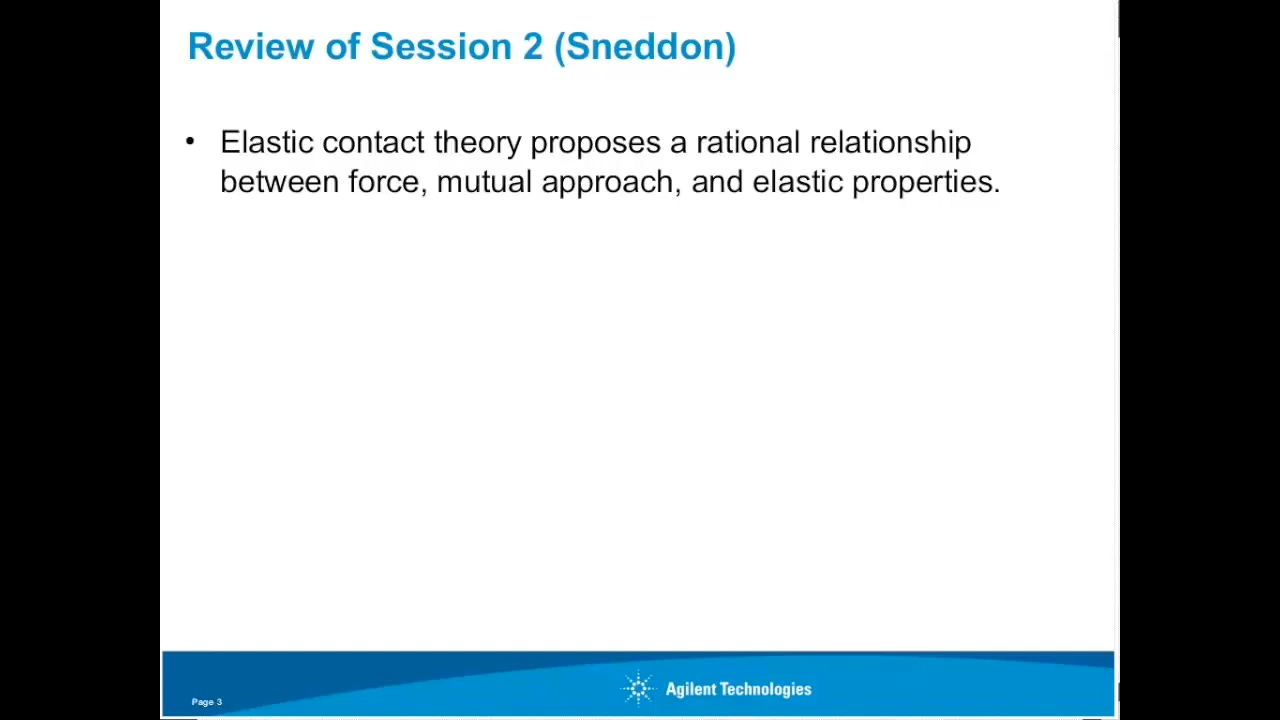 Review of Session 2 (Sneddon)
• Elastic contact theory proposes a rational relationship
between force, mutual approach, and elastic properties.
Page 3
Agilent Technologies